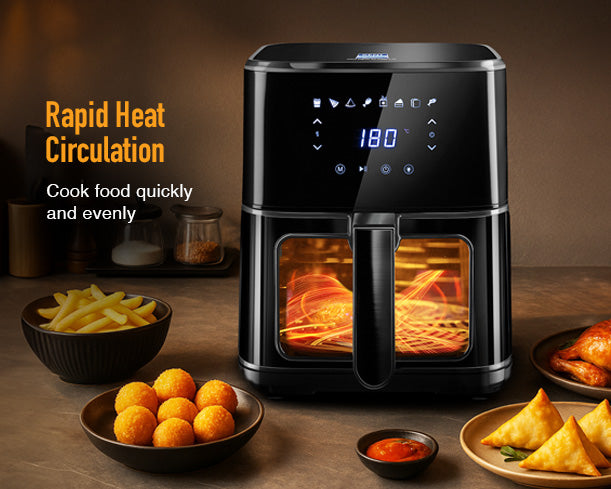 Rapid Heat
Circulation
Cook food quickly
and evenly
180 °C
M